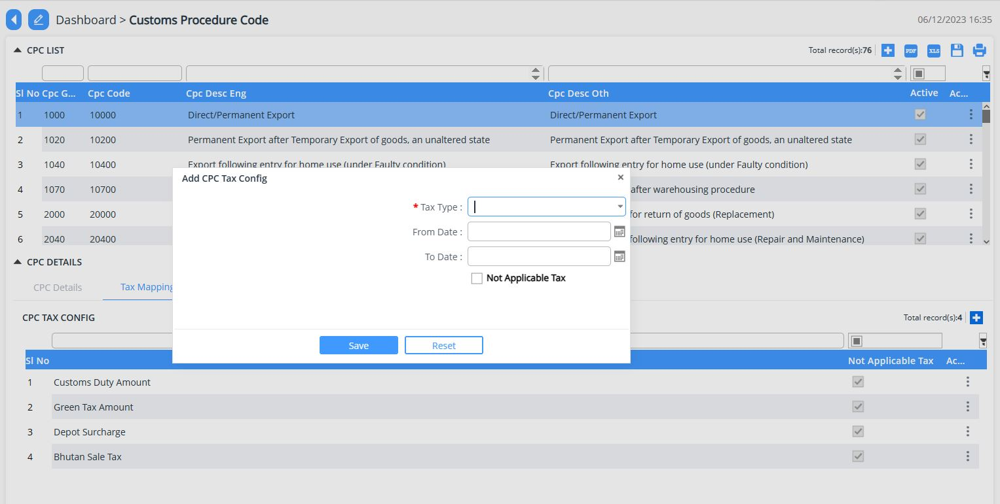 Dashboard > Customs Procedure Code
06/12/2023 16:35
CPC LIST
Total record(s):76
PDF
XLS
Sl No Cpc G... Cpc Code Cpc Desc Eng Cpc Desc Oth Active Ac...
1 1000 10000 Direct/Permanent Export Direct/Permanent Export
2 1020 10200 Permanent Export after Temporary Export of goods, an unaltered state Permanent Export after Temporary Export of goods, an unaltered state
3 1040 10400 Export following entry for home use (under Faulty condition) Export following entry for home use (under Faulty condition)
4 1070 10700 after warehousing procedure
5 2000 20000 for return of goods (Replacement)
6 2040 20400 following entry for home use (Repair and Maintenance)
Add CPC Tax Config ×
* Tax Type :
From Date :
To Date :
Not Applicable Tax
Save Reset
CPC DETAILS
CPC Details Tax Mapping
CPC TAX CONFIG Total record(s):4
Sl No Not Applicable Tax Ac...
1 Customs Duty Amount
2 Green Tax Amount
3 Depot Surcharge
4 Bhutan Sale Tax